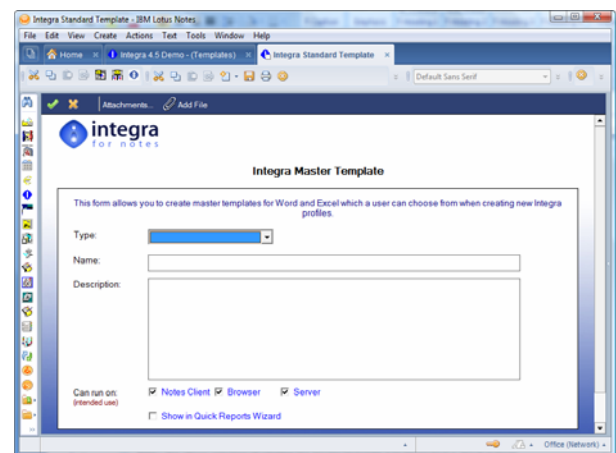 Integra Standard Template - IBM Lotus Notes
File Edit View Create Actions Text Tools Window Help
Home Integra 4.5 Demo - (Templates) Integra Standard Template
Default Sans Serif
Attachments... Add File
integra
for notes
Integra Master Template
This form allows you to create master templates for Word and Excel which a user can choose from when creating new Integra
profiles.
Type:
Name:
Description:
Can run on: Notes Client Browser Server
(intended use)
Show in Quick Reports Wizard
Office (Network)